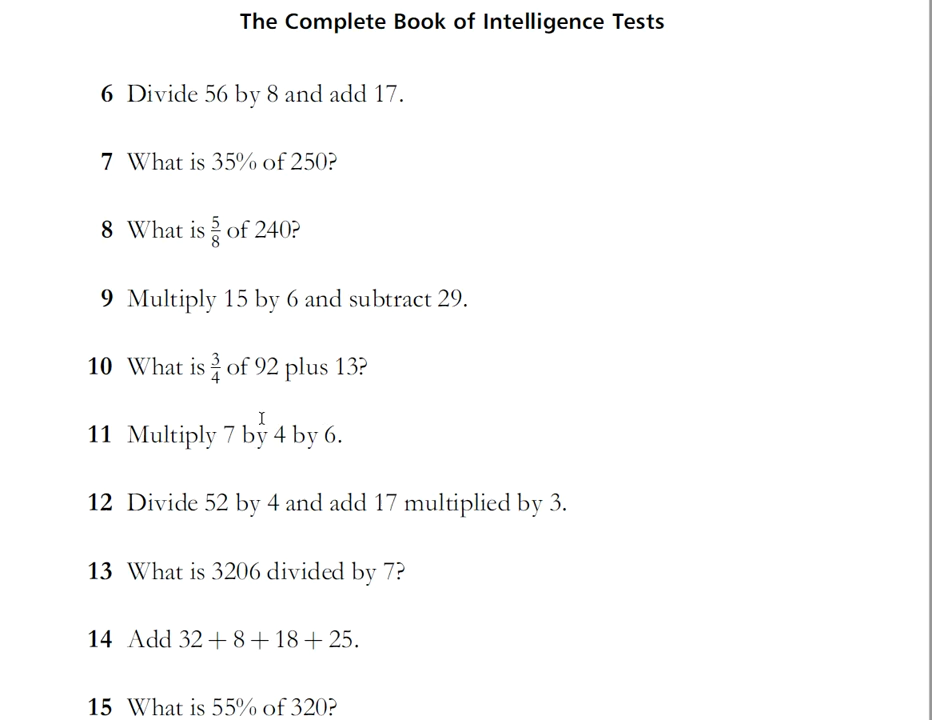 The Complete Book of Intelligence Tests
6 Divide 56 by 8 and add 17.
7 What is 35% of 250?
8 What is 5/8 of 240?
9 Multiply 15 by 6 and subtract 29.
10 What is 3/4 of 92 plus 13?
11 Multiply 7 by 4 by 6.
12 Divide 52 by 4 and add 17 multiplied by 3.
13 What is 3206 divided by 7?
14 Add 32 + 8 + 18 + 25.
15 What is 55% of 320?